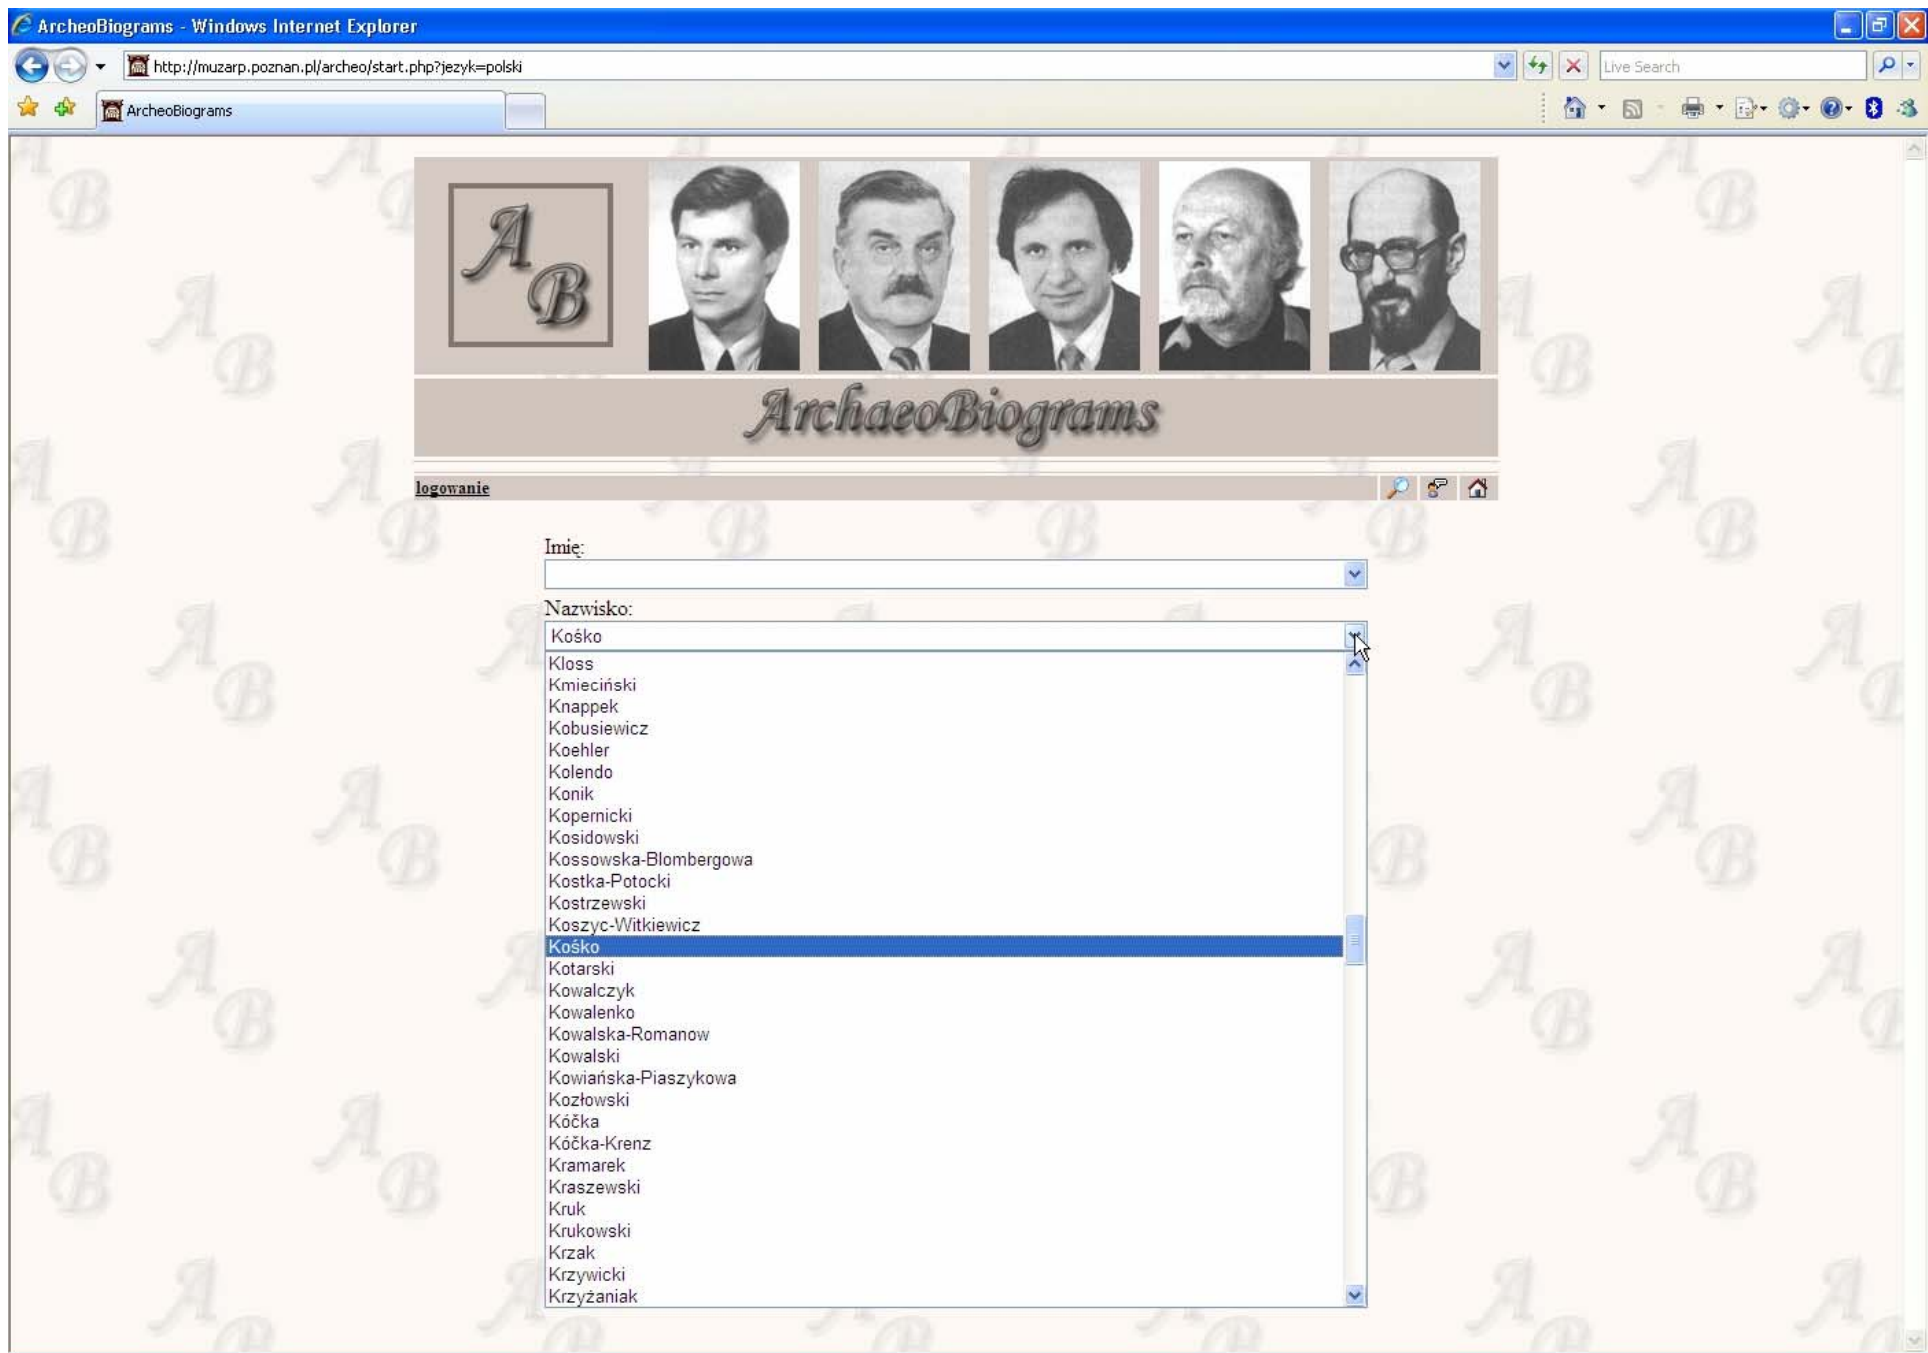 ArcheoBiograms - Windows Internet Explorer
http://muzarp.poznan.pl/archeo/start.php?jezyk=polski
Live Search
ArcheoBiograms
A B
ArchaeoBiograms
logowanie
Imię:
Nazwisko:
Kośko
Kloss
Kmieciński
Knappek
Kobusiewicz
Koehler
Kolendo
Konik
Kopernicki
Kosidowski
Kossowska-Blombergowa
Kostka-Potocki
Kostrzewski
Koszyc-Witkiewicz
Kośko
Kotarski
Kowalczyk
Kowalenko
Kowalska-Romanow
Kowalski
Kowiańska-Piaszykowa
Kozłowski
Kóčka
Kóčka-Krenz
Kramarek
Kraszewski
Kruk
Krukowski
Krzak
Krzywicki
Krzyżaniak